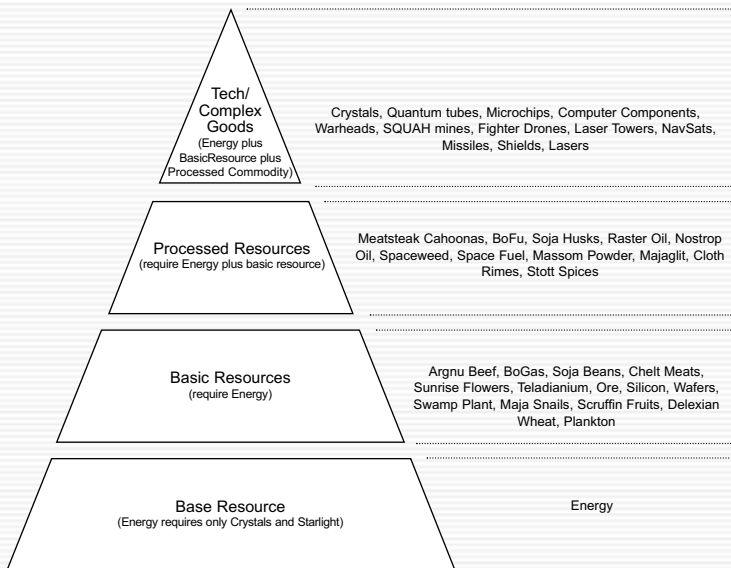 Tech/
Complex
Goods
(Energy plus
BasicResource plus
Processed Commodity)
Crystals, Quantum tubes, Microchips, Computer Components,
Warheads, SQUAH mines, Fighter Drones, Laser Towers, NavSats,
Missiles, Shields, Lasers
Processed Resources
(require Energy plus basic resource)
Meatsteak Cahoonas, BoFu, Soja Husks, Raster Oil, Nostrop
Oil, Spaceweed, Space Fuel, Massom Powder, Majaglit, Cloth
Rimes, Stott Spices
Basic Resources
(require Energy)
Argnu Beef, BoGas, Soja Beans, Chelt Meats,
Sunrise Flowers, Teladianium, Ore, Silicon, Wafers,
Swamp Plant, Maja Snails, Scruffin Fruits, Delexian
Wheat, Plankton
Base Resource
(Energy requires only Crystals and Starlight)
Energy